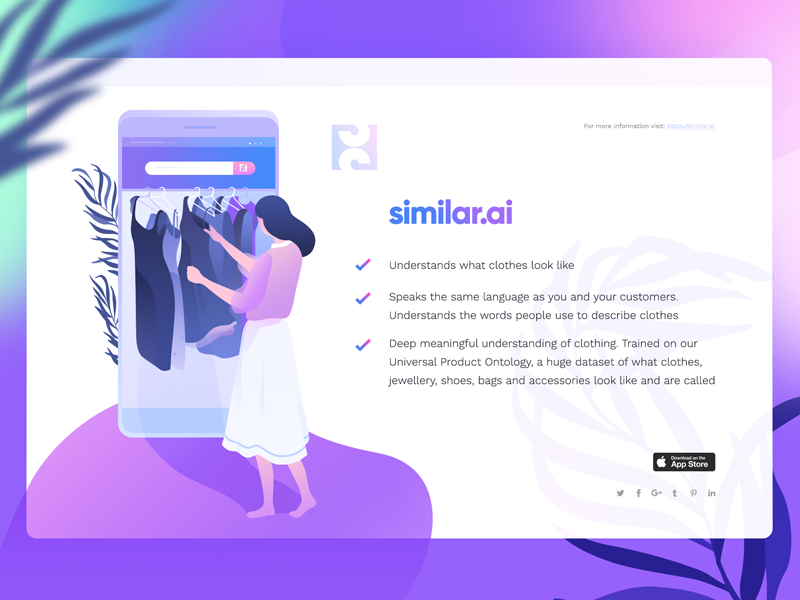 For more information visit: https://similar.ai
similar.ai
Understands what clothes look like
Speaks the same language as you and your customers.
Understands the words people use to describe clothes
Deep meaningful understanding of clothing. Trained on our
Universal Product Ontology, a huge dataset of what clothes,
jewellery, shoes, bags and accessories look like and are called
Download on the
App Store